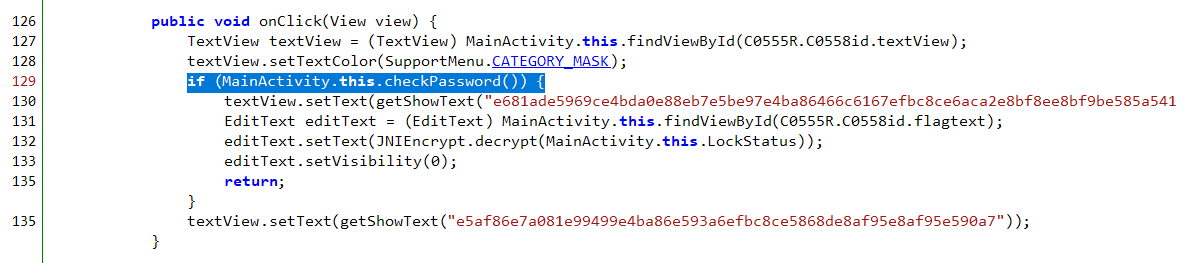 126 public void onClick(View view) {
127 TextView textView = (TextView) MainActivity.this.findViewById(C0555R.C0558id.textView);
128 textView.setTextColor(SupportMenu.CATEGORY_MASK);
129 if (MainActivity.this.checkPassword()) {
130 textView.setText(getShowText("e681ade5969ce4bda0e88eb7e5be97e4ba86466c6167efbc8ce6aca2e8bf8ee8bf9be585a541
131 EditText editText = (EditText) MainActivity.this.findViewById(C0555R.C0558id.flagtext);
132 editText.setText(JNIEncrypt.decrypt(MainActivity.this.LockStatus));
133 editText.setVisibility(0);
135 return;
}
135 textView.setText(getShowText("e5af86e7a081e99499e4ba86e593a6efbc8ce5868de8af95e8af95e590a7"));
}